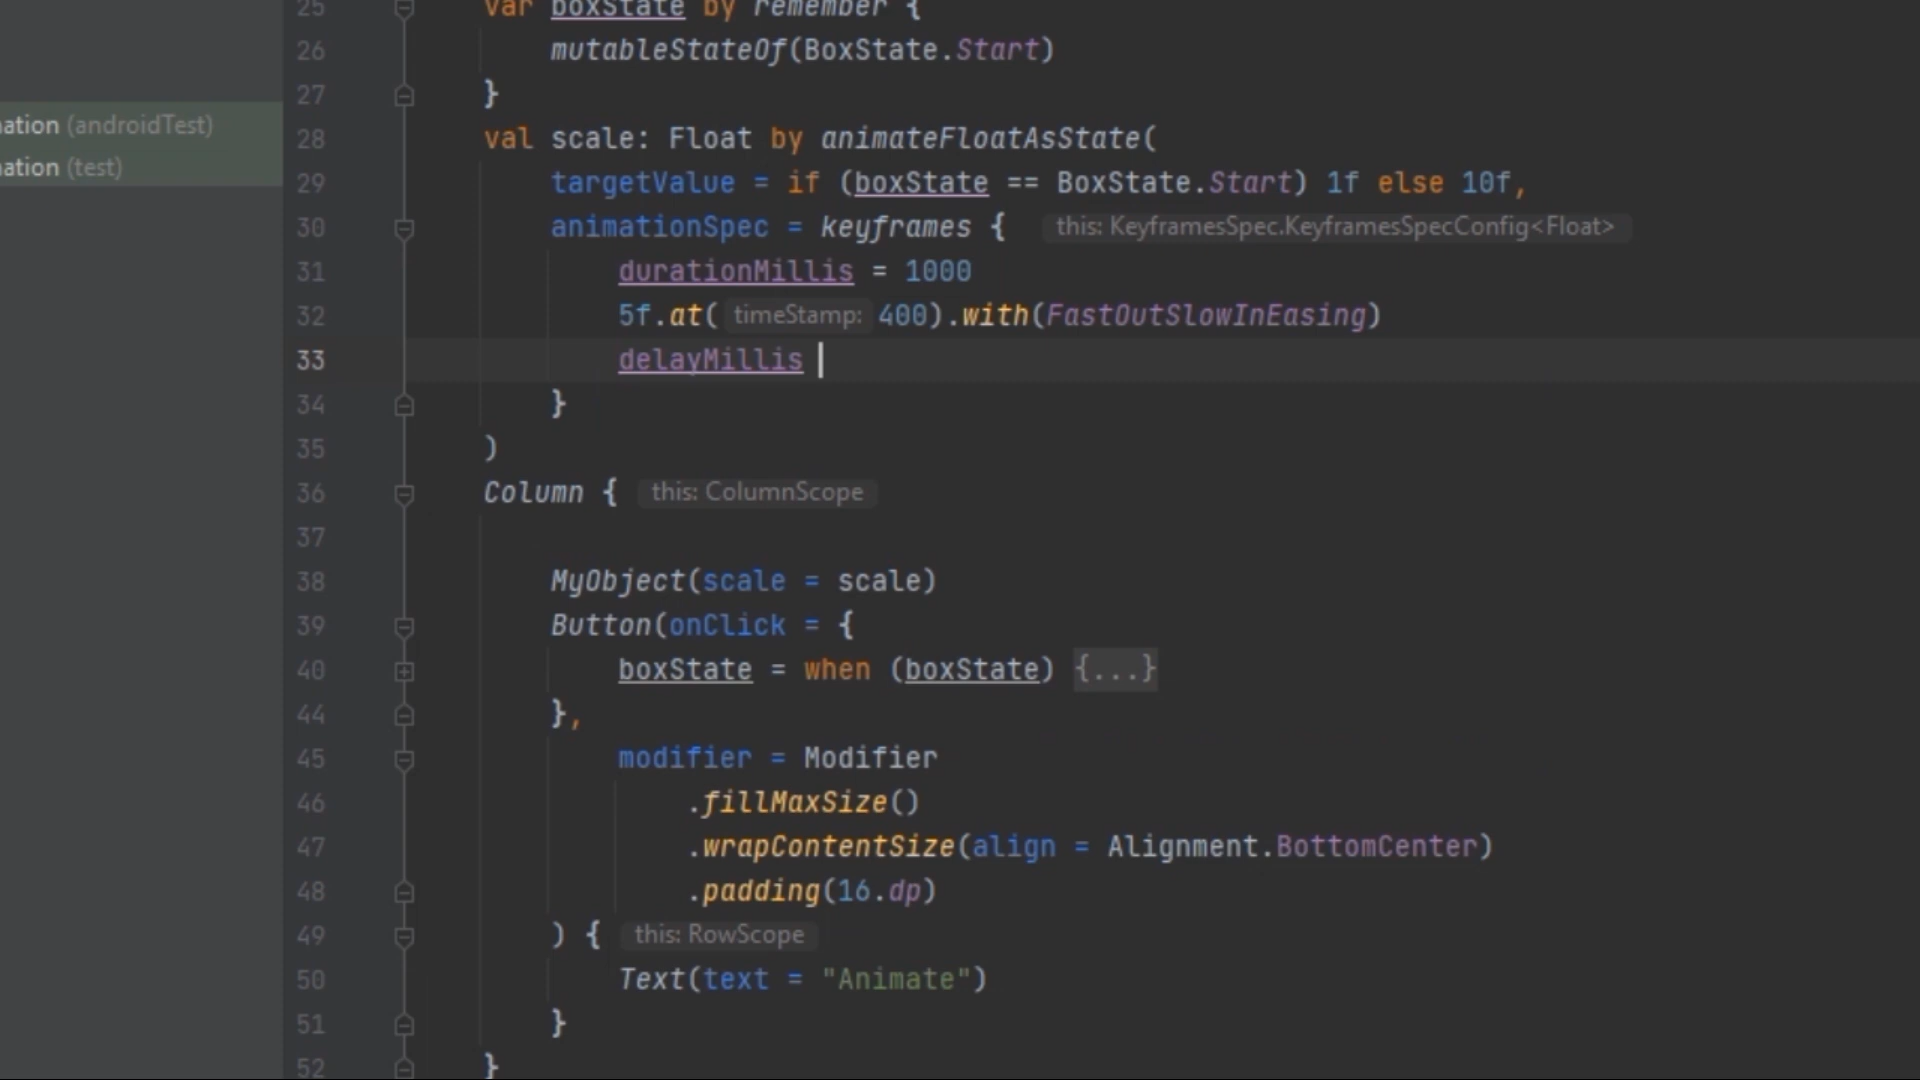 25 var boxState by remember {
26 mutableStateOf(BoxState.Start)
27 }
ation (androidTest)
28 val scale: Float by animateFloatAsState(
ation (test)
29 targetValue = if (boxState == BoxState.Start) 1f else 10f,
30 animationSpec = keyframes { this: KeyframesSpec.KeyframesSpecConfig<Float>
31 durationMillis = 1000
32 5f.at( timeStamp: 400).with(FastOutSlowInEasing)
33 delayMillis
34 }
35 )
36 Column { this: ColumnScope
37
38 MyObject(scale = scale)
39 Button(onClick = {
40 boxState = when (boxState) {...}
44 },
45 modifier = Modifier
46 .fillMaxSize()
47 .wrapContentSize(align = Alignment.BottomCenter)
48 .padding(16.dp)
49 ) { this: RowScope
50 Text(text = "Animate")
51 }
52 }